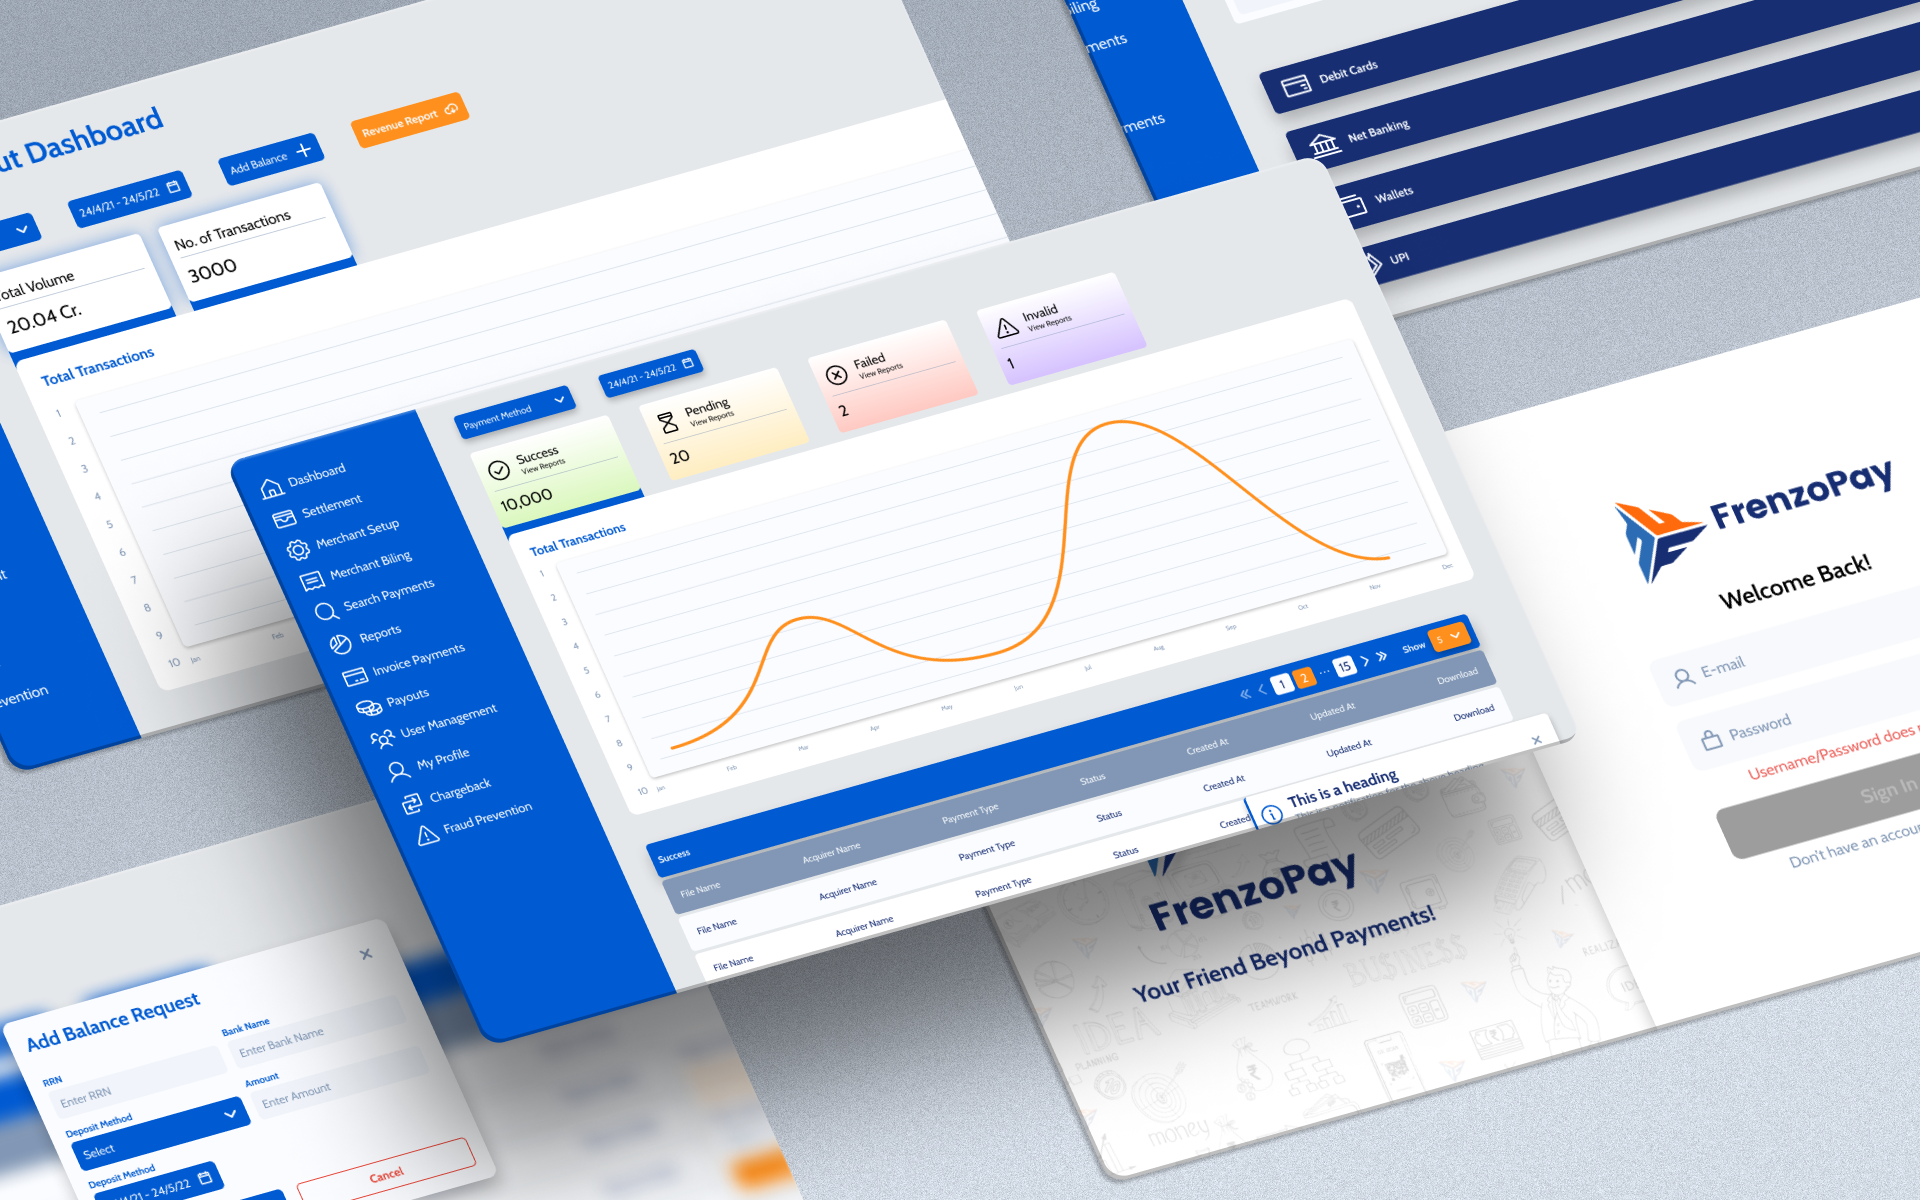 ut Dashboard
24/4/21 - 24/5/22
Add Balance
Revenue Report
Total Volume
20.04 Cr.
No. of Transactions
3000
Total Transactions
1
2
3
4
5
6
7
8
9
10
Jan
Feb
evention
iling
ments
ments
Debit Cards
Net Banking
Wallets
UPI
Dashboard
Settlement
Merchant Setup
Merchant Biling
Search Payments
Reports
Invoice Payments
Payouts
User Management
My Profile
Chargeback
Fraud Prevention
Payment Method
24/4/21 - 24/5/22
Success
View Reports
10,000
Pending
View Reports
20
Failed
View Reports
2
Invalid
View Reports
1
Total Transactions
1
2
3
4
5
6
7
8
9
10
Jan
Feb
Mar
Apr
May
Jun
Jul
Aug
Sep
Oct
Nov
Dec
Success
1
2
...
15
Show
5
File Name
Acquirer Name
Payment Type
Status
Created At
Updated At
Download
File Name
Acquirer Name
Payment Type
Status
Created At
Updated At
Download
File Name
Acquirer Name
Payment Type
Status
Created
This is a heading
FrenzoPay
Welcome Back!
E-mail
Password
Username/Password does
Sign In
Don't have an accou
FrenzoPay
Your Friend Beyond Payments!
IDEA
PLANNING
TEAMWORK
BUSINE$$
REALIZ
money
Add Balance Request
RRN
Enter RRN
Bank Name
Enter Bank Name
Deposit Method
Select
Amount
Enter Amount
Deposit Method
4/21 - 24/5/22
Cancel